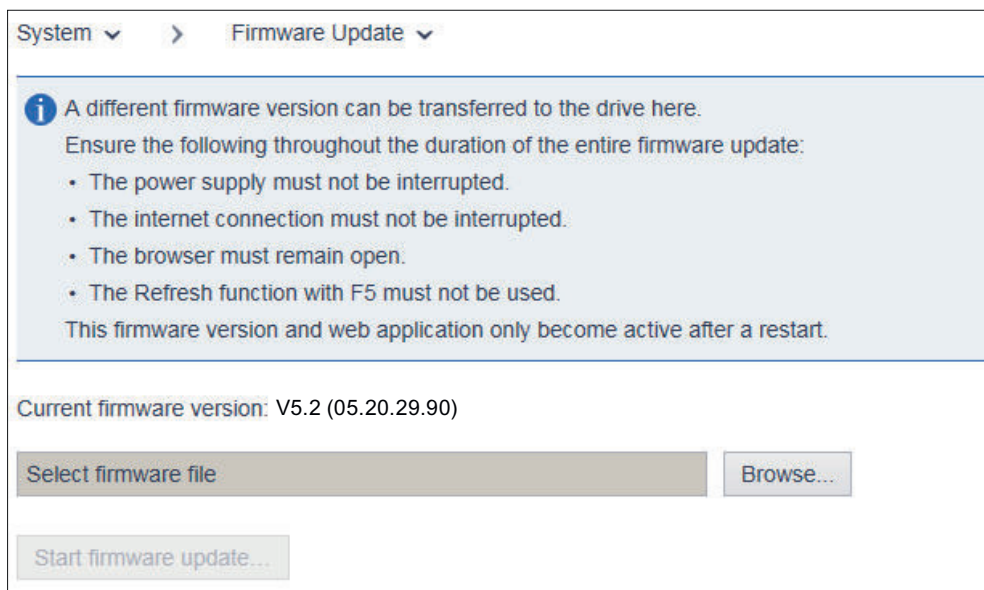 System > Firmware Update
A different firmware version can be transferred to the drive here.
Ensure the following throughout the duration of the entire firmware update:
• The power supply must not be interrupted.
• The internet connection must not be interrupted.
• The browser must remain open.
• The Refresh function with F5 must not be used.
This firmware version and web application only become active after a restart.
Current firmware version: V5.2 (05.20.29.90)
Select firmware file Browse...
Start firmware update...